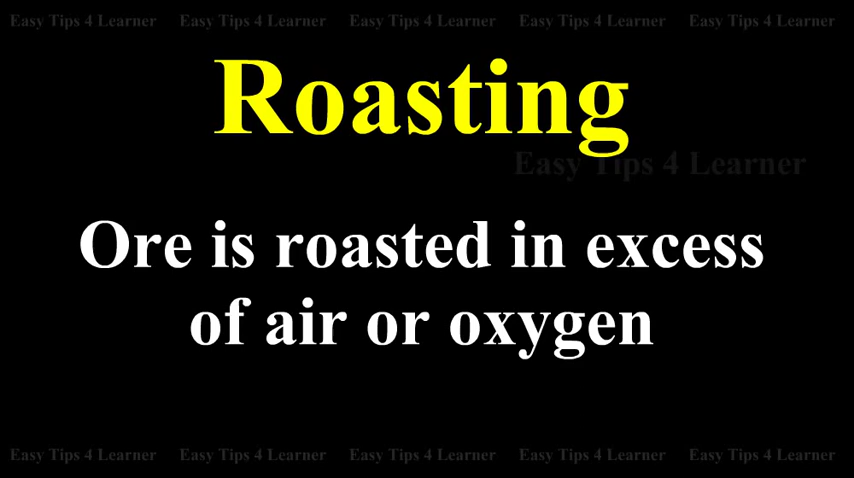 Easy Tips 4 Learner Easy Tips 4 Learner Easy Tips 4 Learner Easy Tips 4 Learner Easy Tips 4 Learner
Roasting
Easy Tips 4 Learner
Ore is roasted in excess
of air or oxygen
Easy Tips 4 Learner Easy Tips 4 Learner Easy Tips 4 Learner Easy Tips 4 Learner Easy Tips 4 Learner